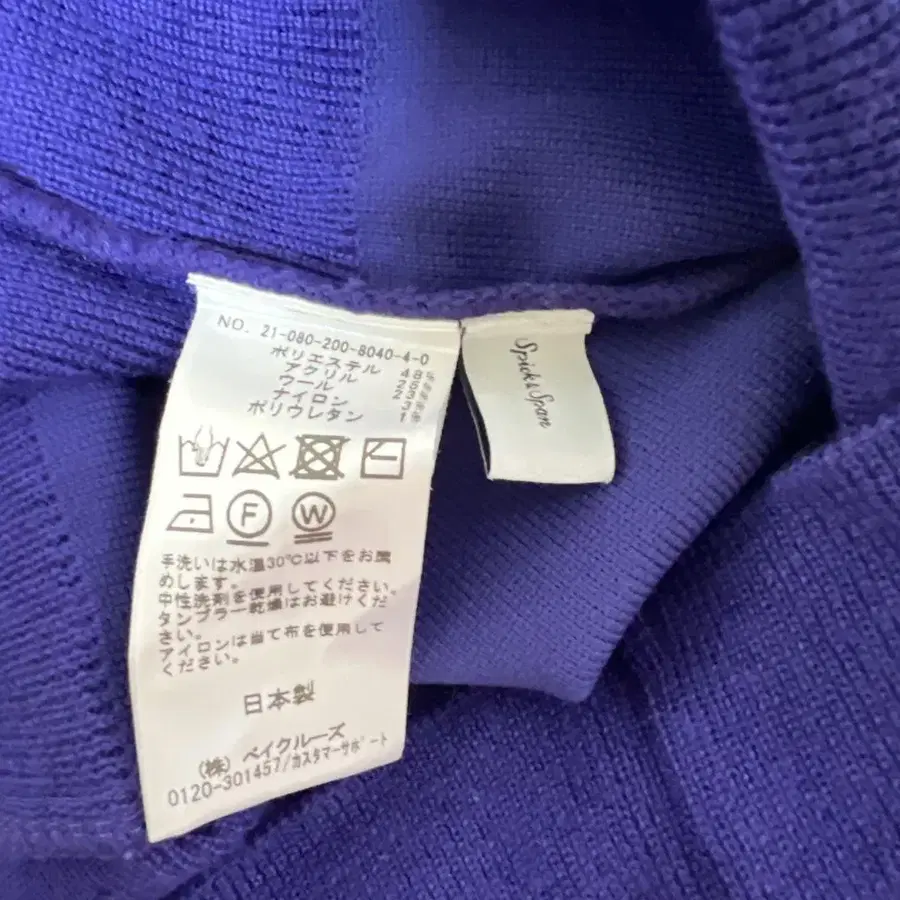 NO. 21-080-200-8040-4-0
ポリエステル 48%
アクリル 25%
ウール 23%
ナイロン 3%
ポリウレタン 1%
F W
手洗いは水温30℃以下をお薦
めします。
中性洗剤を使用してください。
タンブラー乾燥はお避けくだ
さい。
アイロンは当て布を使用して
ください。
日本製
(株) ベイクルーズ
0120-301457/カスタマーサポート
Spick&Span